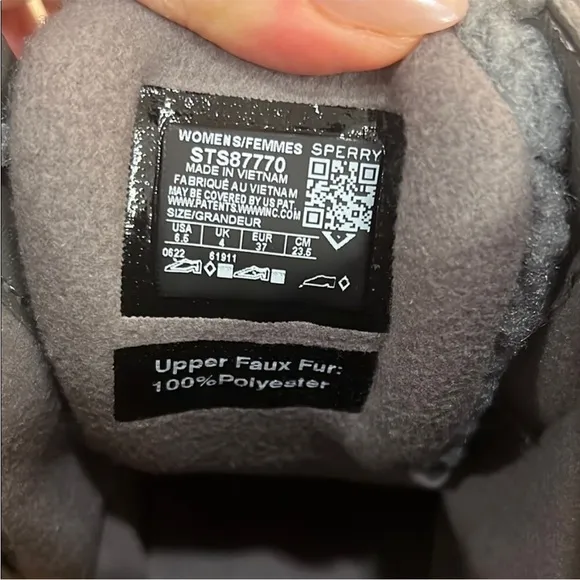 WOMENS/FEMMES SPERRY
STS87770
MADE IN VIETNAM
FABRIQUÉ AU VIETNAM
MAY BE COVERED BY US PAT.
WWW.PATENTS.WWWINC.COM
SIZE/GRANDEUR
USA UK EUR CM
6.5 4 37 23.5
0622 61911
Upper Faux Fur:
100%Polyester